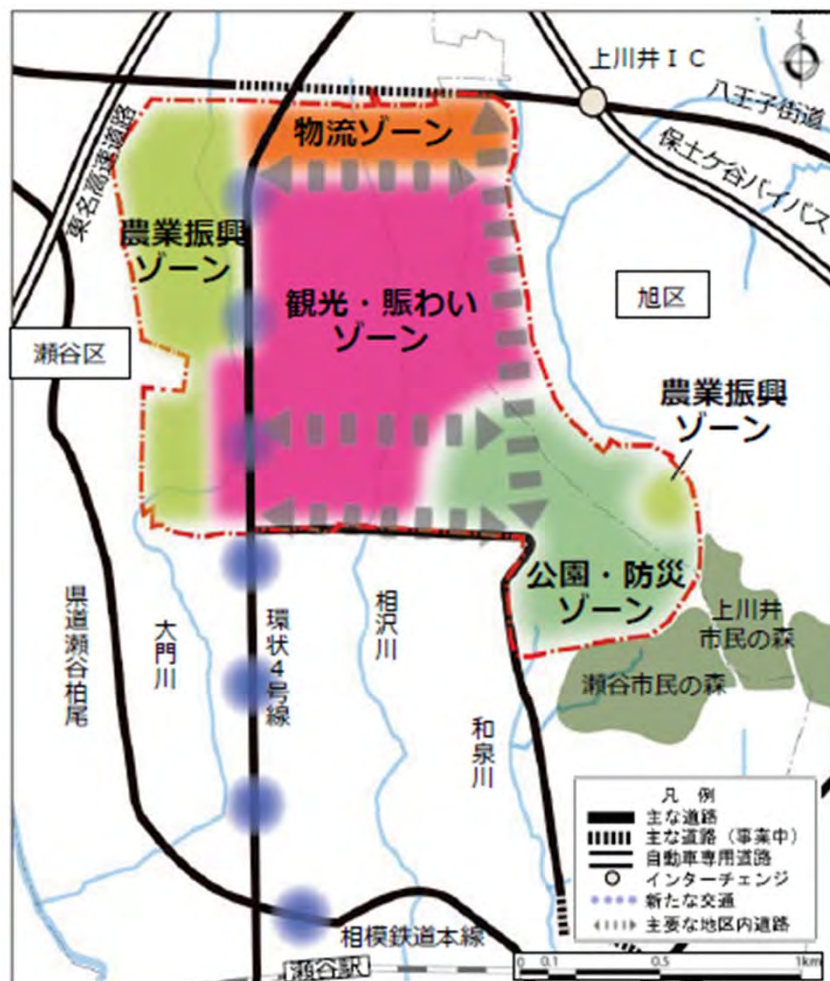 上川井ＩＣ
八王子街道
東名高速道路
保土ケ谷バイパス
物流ゾーン
農業振興
ゾーン
観光・賑わい
ゾーン
旭区
瀬谷区
農業振興
ゾーン
公園・防災
ゾーン
上川井
市民の森
瀬谷市民の森
県道瀬谷柏尾
大門川
環状４号線
相沢川
和泉川
相模鉄道本線
瀬谷駅
凡 例
主な道路
主な道路（事業中）
自動車専用道路
インターチェンジ
新たな交通
主要な地区内道路
0 0.1 0.5 1km